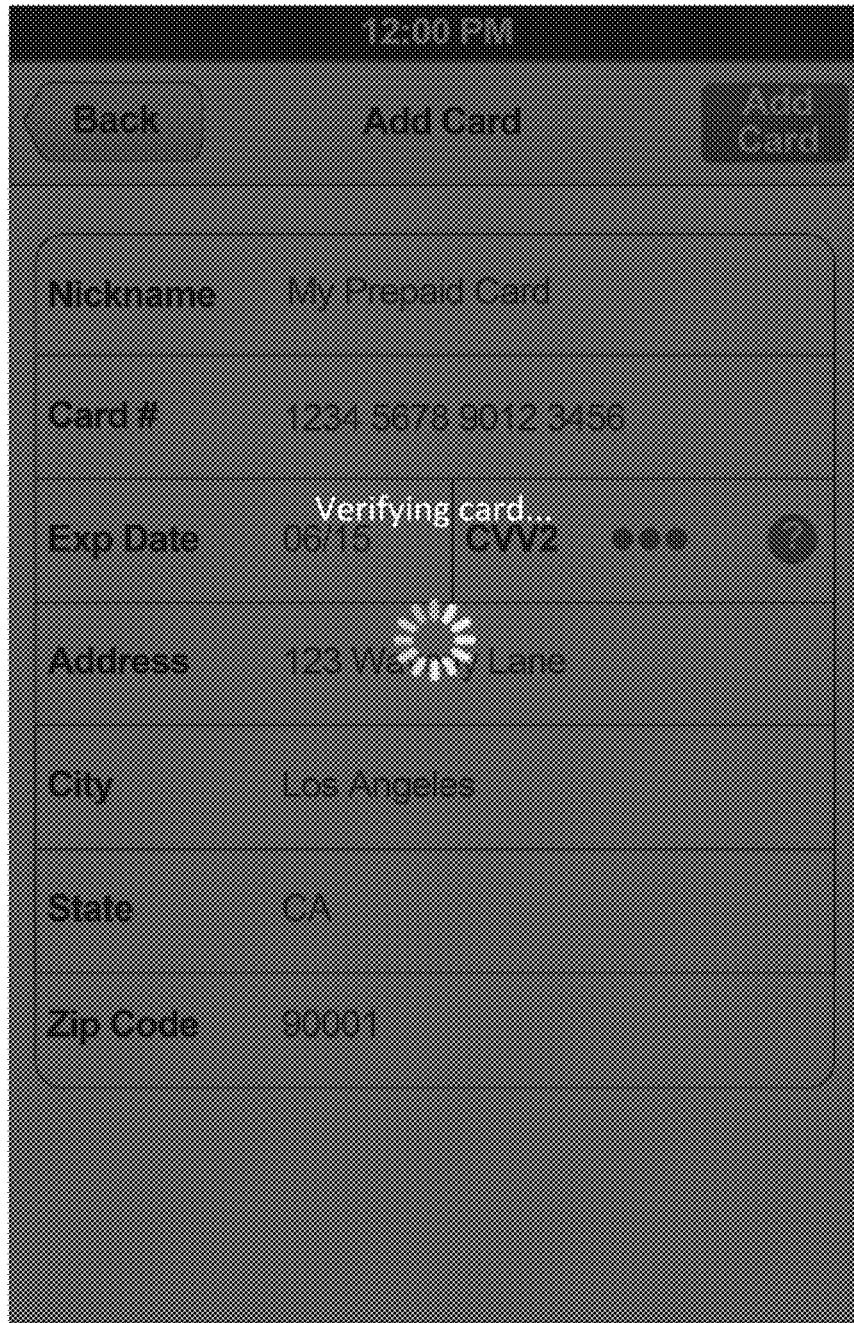 12:00 PM
Back
Add Card
Add
Card
Nickname My Prepaid Card
Card # 1234 5678 9012 3456
Verifying card...
Exp Date 06/15 CVV2 ●●● ?
Address 123 Lane
City Los Angeles
State CA
Zip Code 90001